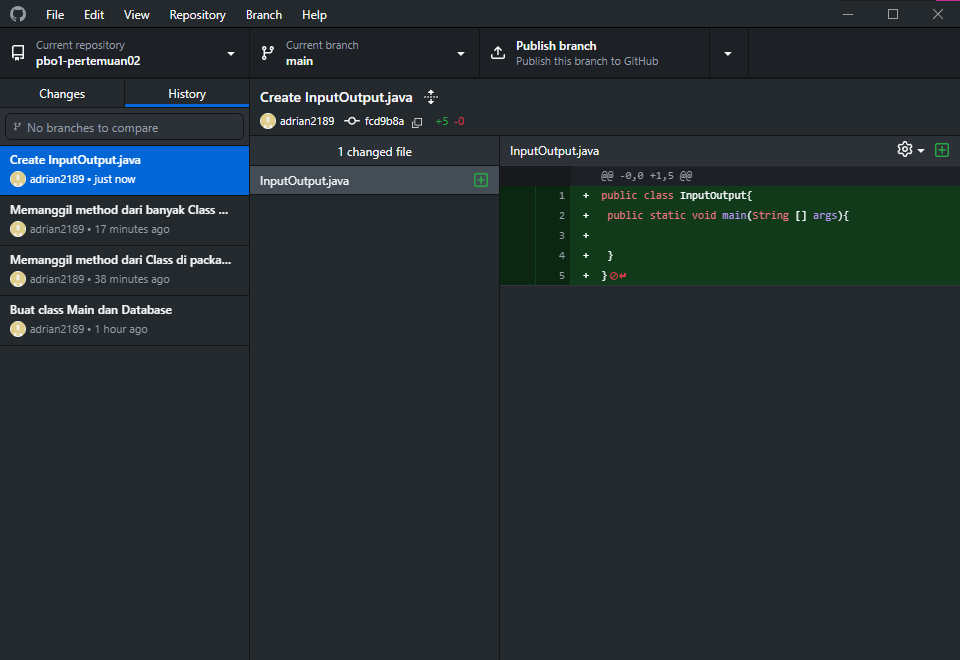 File Edit View Repository Branch Help
Current repository
pbo1-pertemuan02
Current branch
main
Publish branch
Publish this branch to GitHub
Changes History
No branches to compare
Create InputOutput.java
adrian2189 • just now
Memanggil method dari banyak Class ...
adrian2189 • 17 minutes ago
Memanggil method dari Class di packa...
adrian2189 • 38 minutes ago
Buat class Main dan Database
adrian2189 • 1 hour ago
Create InputOutput.java
adrian2189 fcd9b8a +5 -0
1 changed file
InputOutput.java
InputOutput.java
@@ -0,0 +1,5 @@
1 + public class InputOutput{
2 + public static void main(String [] args){
3 +
4 + }
5 + }